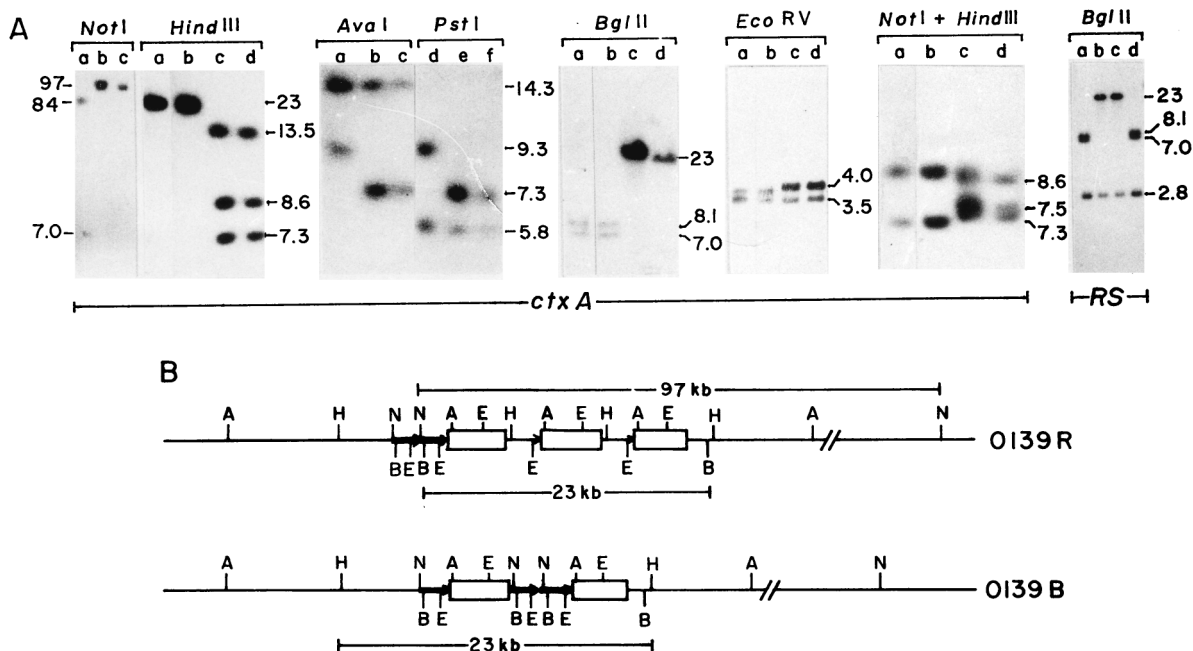 A
NotI HindIII AvaI PstI BglII EcoRV NotI + HindIII BglII
a b c a b c d a b c d e f a b c d a b c d a b c d a b c d
97
84
7.0
23
13.5
8.6
7.3
14.3
9.3
7.3
5.8
23
8.1
7.0
4.0
3.5
8.6
7.5
7.3
23
8.1
7.0
2.8
ctxA RS
B
97 kb
A H N N A E H A E H A E H A N
O139R
B E B E E E B
23 kb
A H N A E N N A E H A N
O139B
B E B E B E B
23 kb